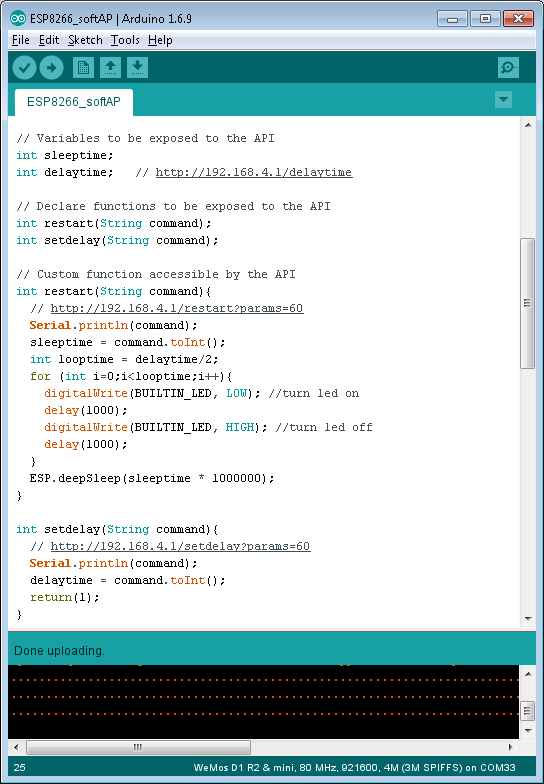 ESP8266_softAP | Arduino 1.6.9
File Edit Sketch Tools Help
ESP8266_softAP
// Variables to be exposed to the API
int sleeptime;
int delaytime;   // http://192.168.4.1/delaytime
// Declare functions to be exposed to the API
int restart(String command);
int setdelay(String command);
// Custom function accessible by the API
int restart(String command){
  // http://192.168.4.1/restart?params=60
  Serial.println(command);
  sleeptime = command.toInt();
  int looptime = delaytime/2;
  for (int i=0;i<looptime;i++){
    digitalWrite(BUILTIN_LED, LOW); //turn led on
    delay(1000);
    digitalWrite(BUILTIN_LED, HIGH); //turn led off
    delay(1000);
  }
  ESP.deepSleep(sleeptime * 1000000);
}
int setdelay(String command){
  // http://192.168.4.1/setdelay?params=60
  Serial.println(command);
  delaytime = command.toInt();
  return(1);
}
Done uploading.
25 WeMos D1 R2 & mini, 80 MHz, 921600, 4M (3M SPIFFS) on COM33